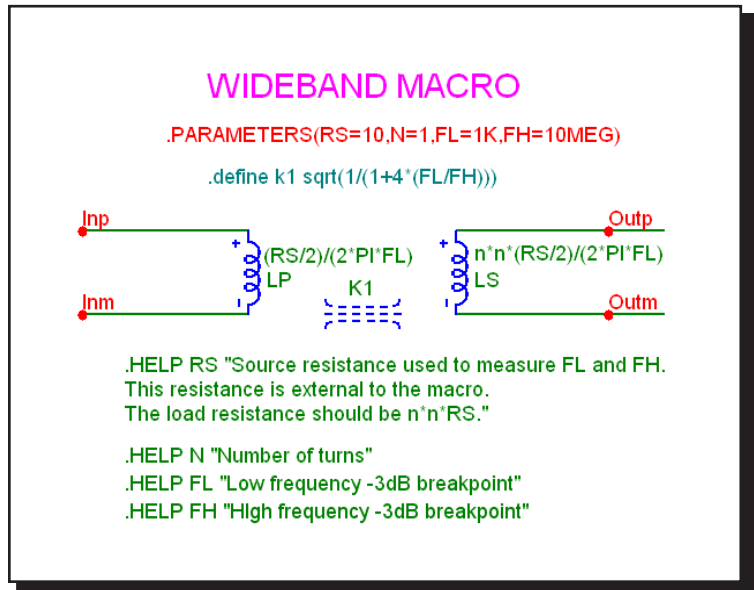 WIDEBAND MACRO
.PARAMETERS(RS=10,N=1,FL=1K,FH=10MEG)
.define k1 sqrt(1/(1+4*(FL/FH)))
Inp
Outp
+
(RS/2)/(2*PI*FL)
LP
K1
+
n*n*(RS/2)/(2*PI*FL)
LS
Inm
-
-
Outm
.HELP RS "Source resistance used to measure FL and FH.
This resistance is external to the macro.
The load resistance should be n*n*RS."
.HELP N "Number of turns"
.HELP FL "Low frequency -3dB breakpoint"
.HELP FH "HIgh frequency -3dB breakpoint"